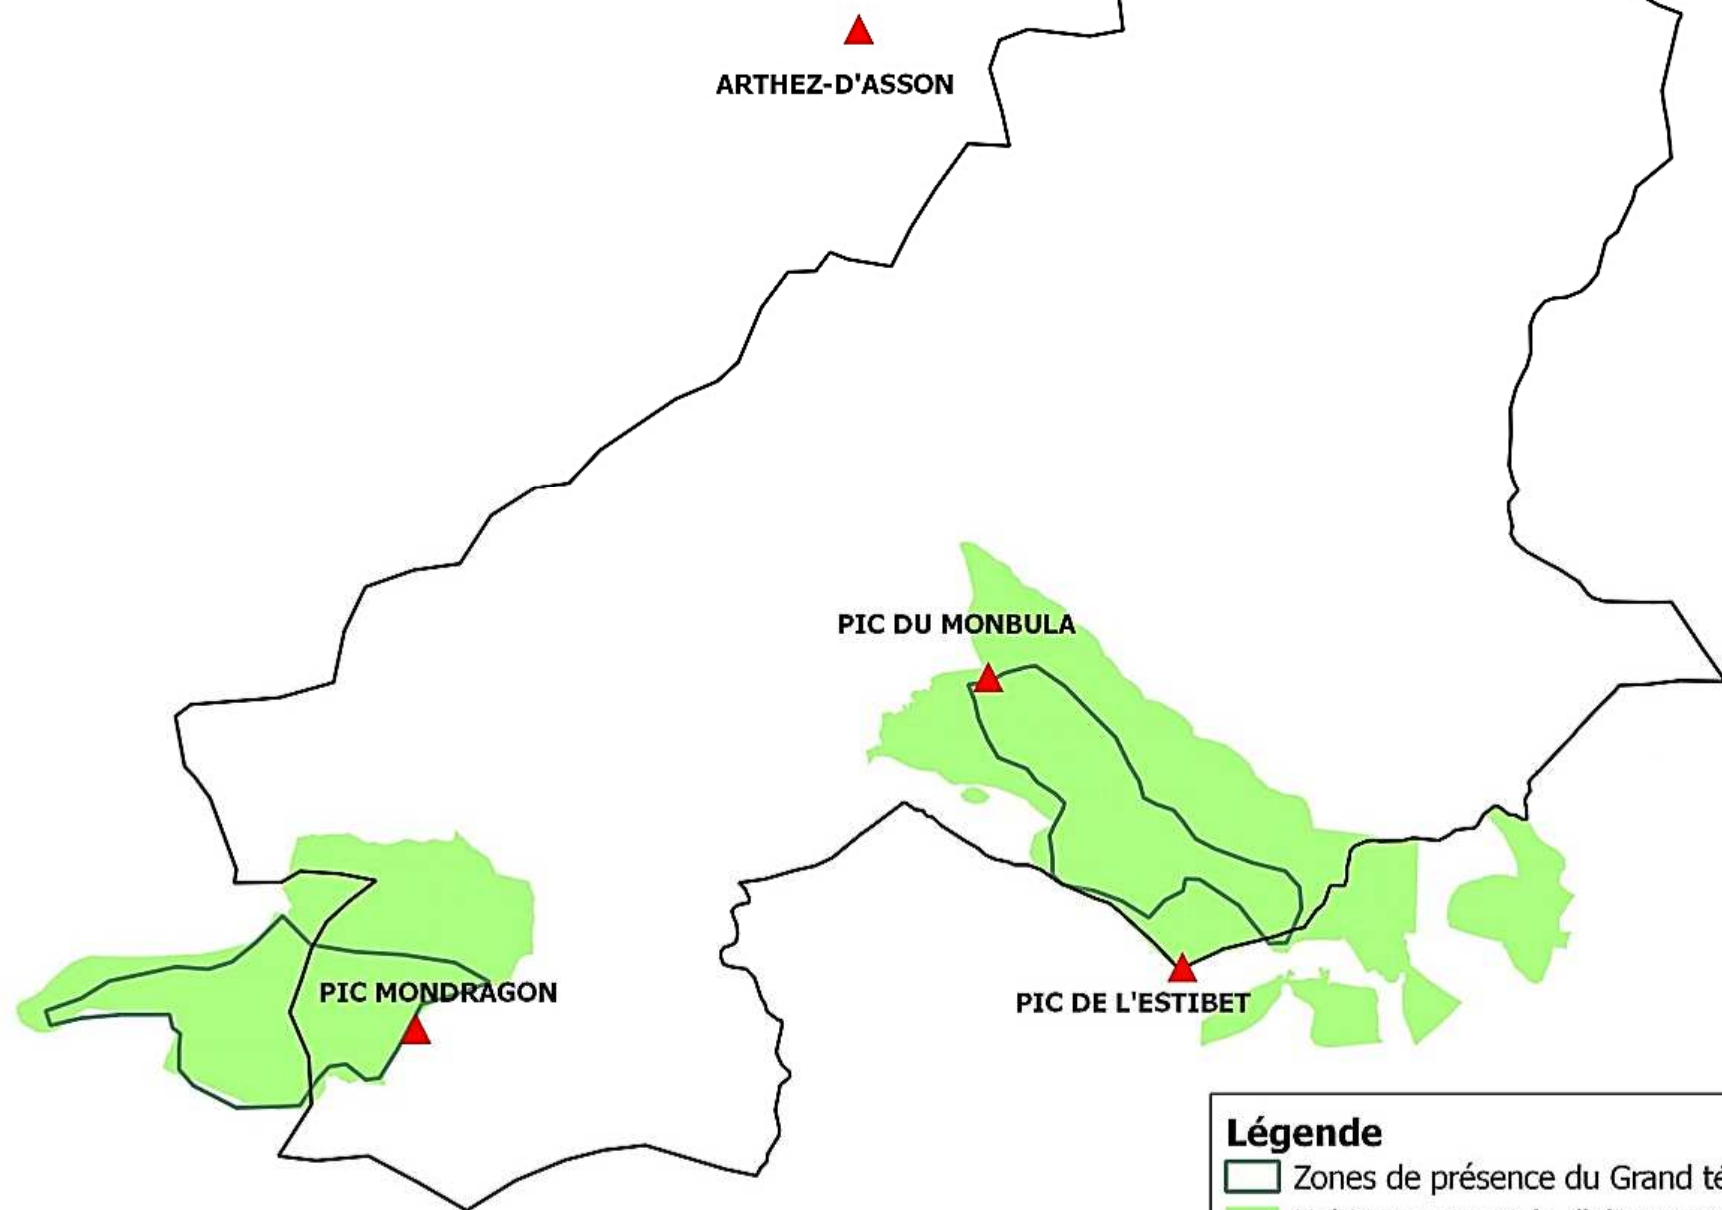 ARTHEZ-D'ASSON
PIC DU MONBULA
PIC MONDRAGON
PIC DE L'ESTIBET
Légende
Zones de présence du Grand